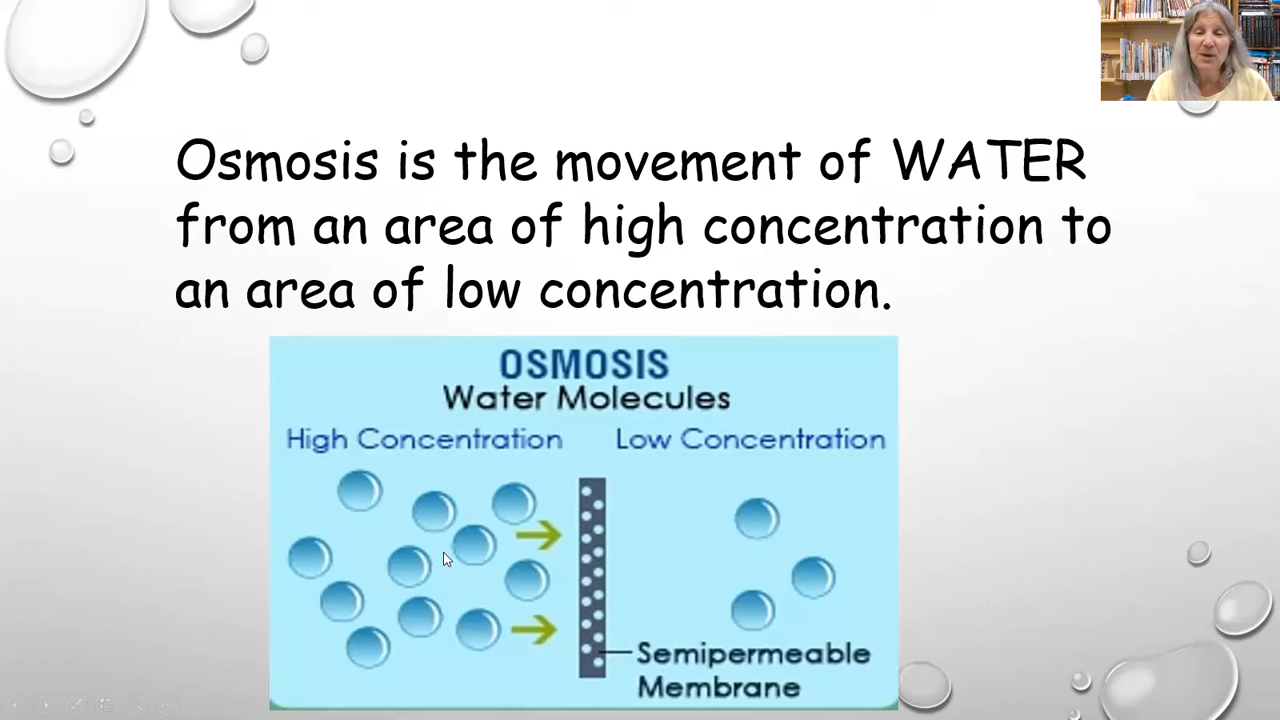 Osmosis is the movement of WATER
from an area of high concentration to
an area of low concentration.
OSMOSIS
Water Molecules
High Concentration
Low Concentration
Semipermeable
Membrane